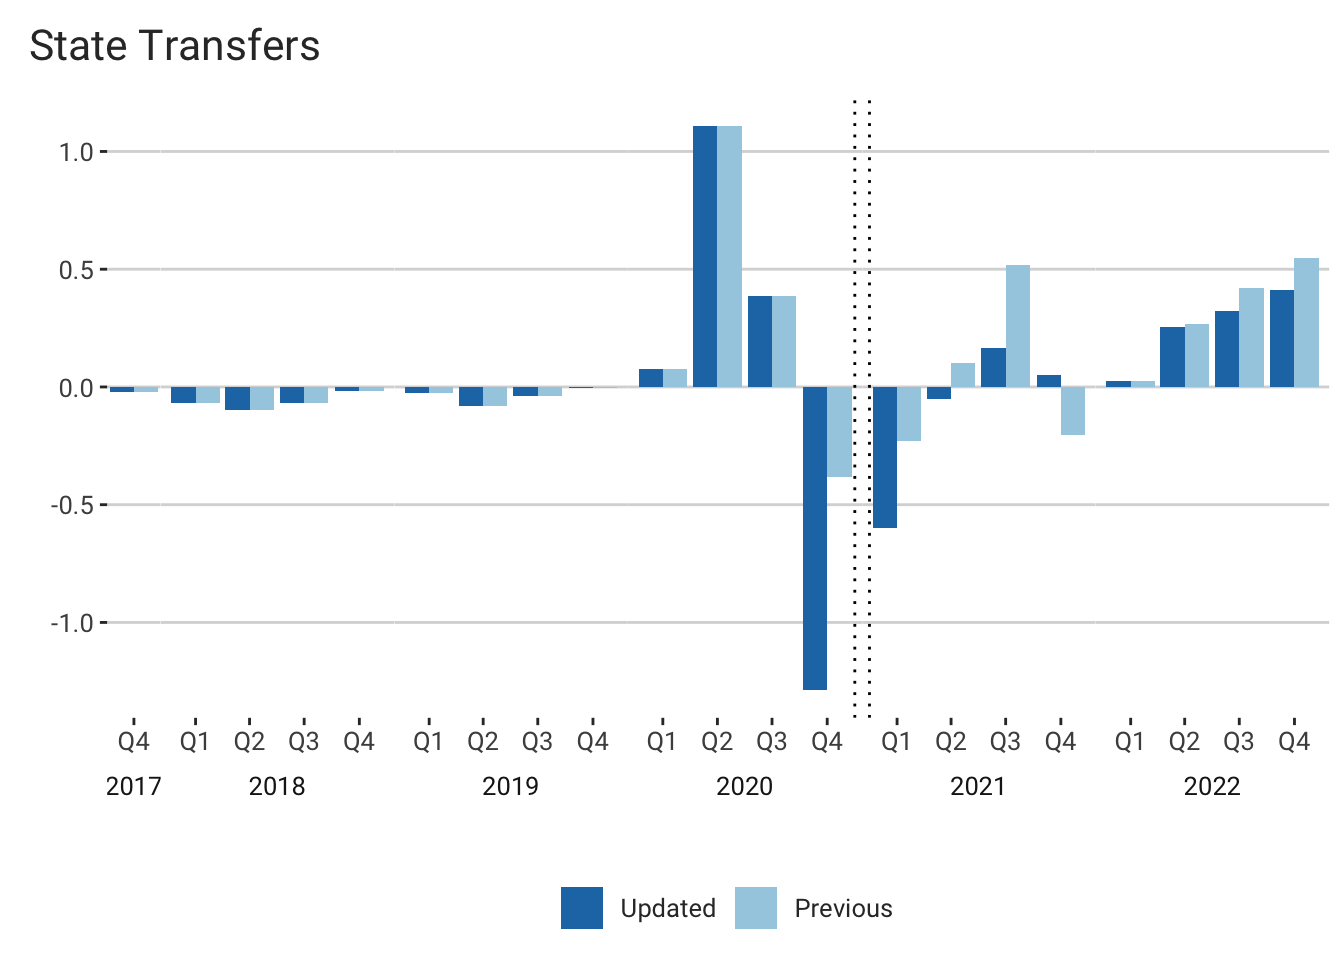 State Transfers
1.0
0.5
0.0
-0.5
-1.0
Q4 Q1 Q2 Q3 Q4 Q1 Q2 Q3 Q4 Q1 Q2 Q3 Q4 Q1 Q2 Q3 Q4 Q1 Q2 Q3 Q4
2017 2018 2019 2020 2021 2022
Updated Previous